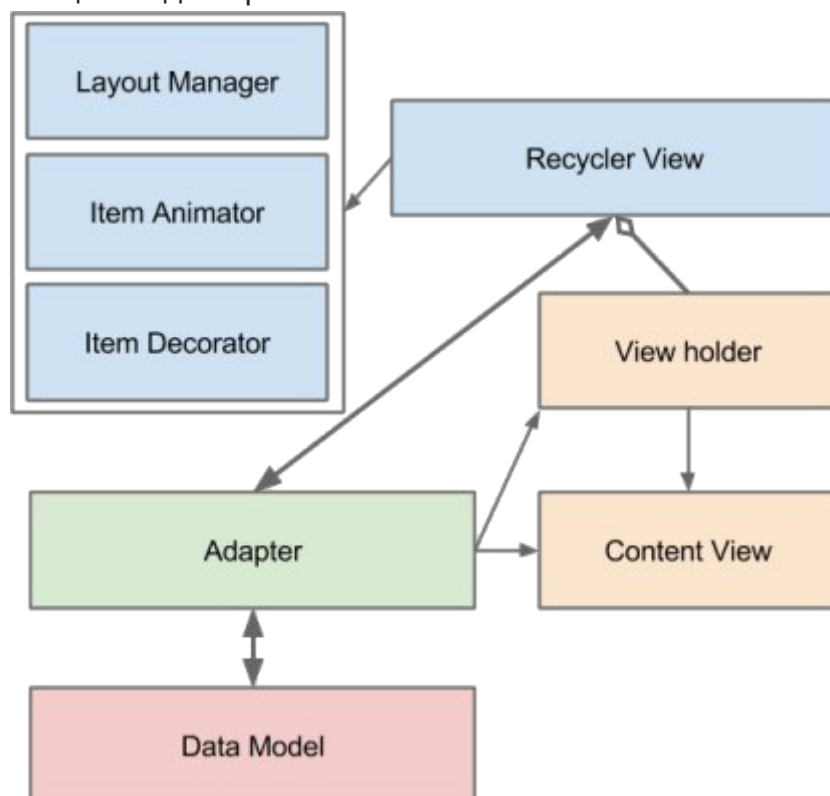 Layout Manager
Recycler View
Item Animator
Item Decorator
View holder
Adapter
Content View
Data Model